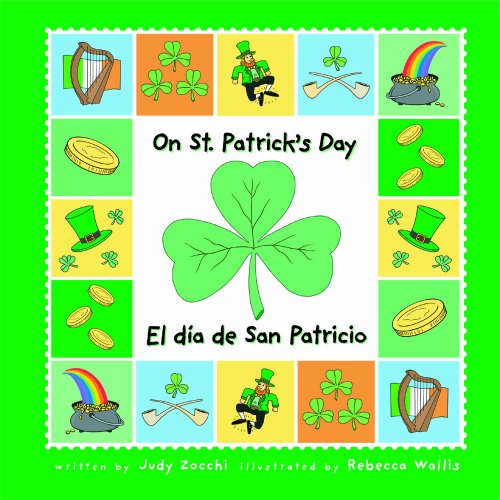 On St. Patrick's Day
El día de San Patricio
written by Judy Zocchi illustrated by Rebecca Wallis